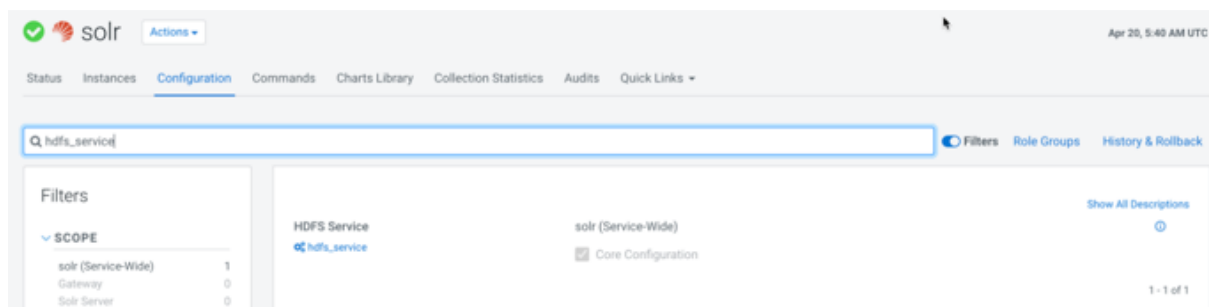 solr Actions Apr 20, 5:40 AM UTC
Status Instances Configuration Commands Charts Library Collection Statistics Audits Quick Links
hdfs_service Filters Role Groups History & Rollback
Filters
Show All Descriptions
SCOPE
HDFS Service solr (Service-Wide)
hdfs_service Core Configuration
solr (Service-Wide) 1
Gateway 0
Solr Server 0
1 - 1 of 1